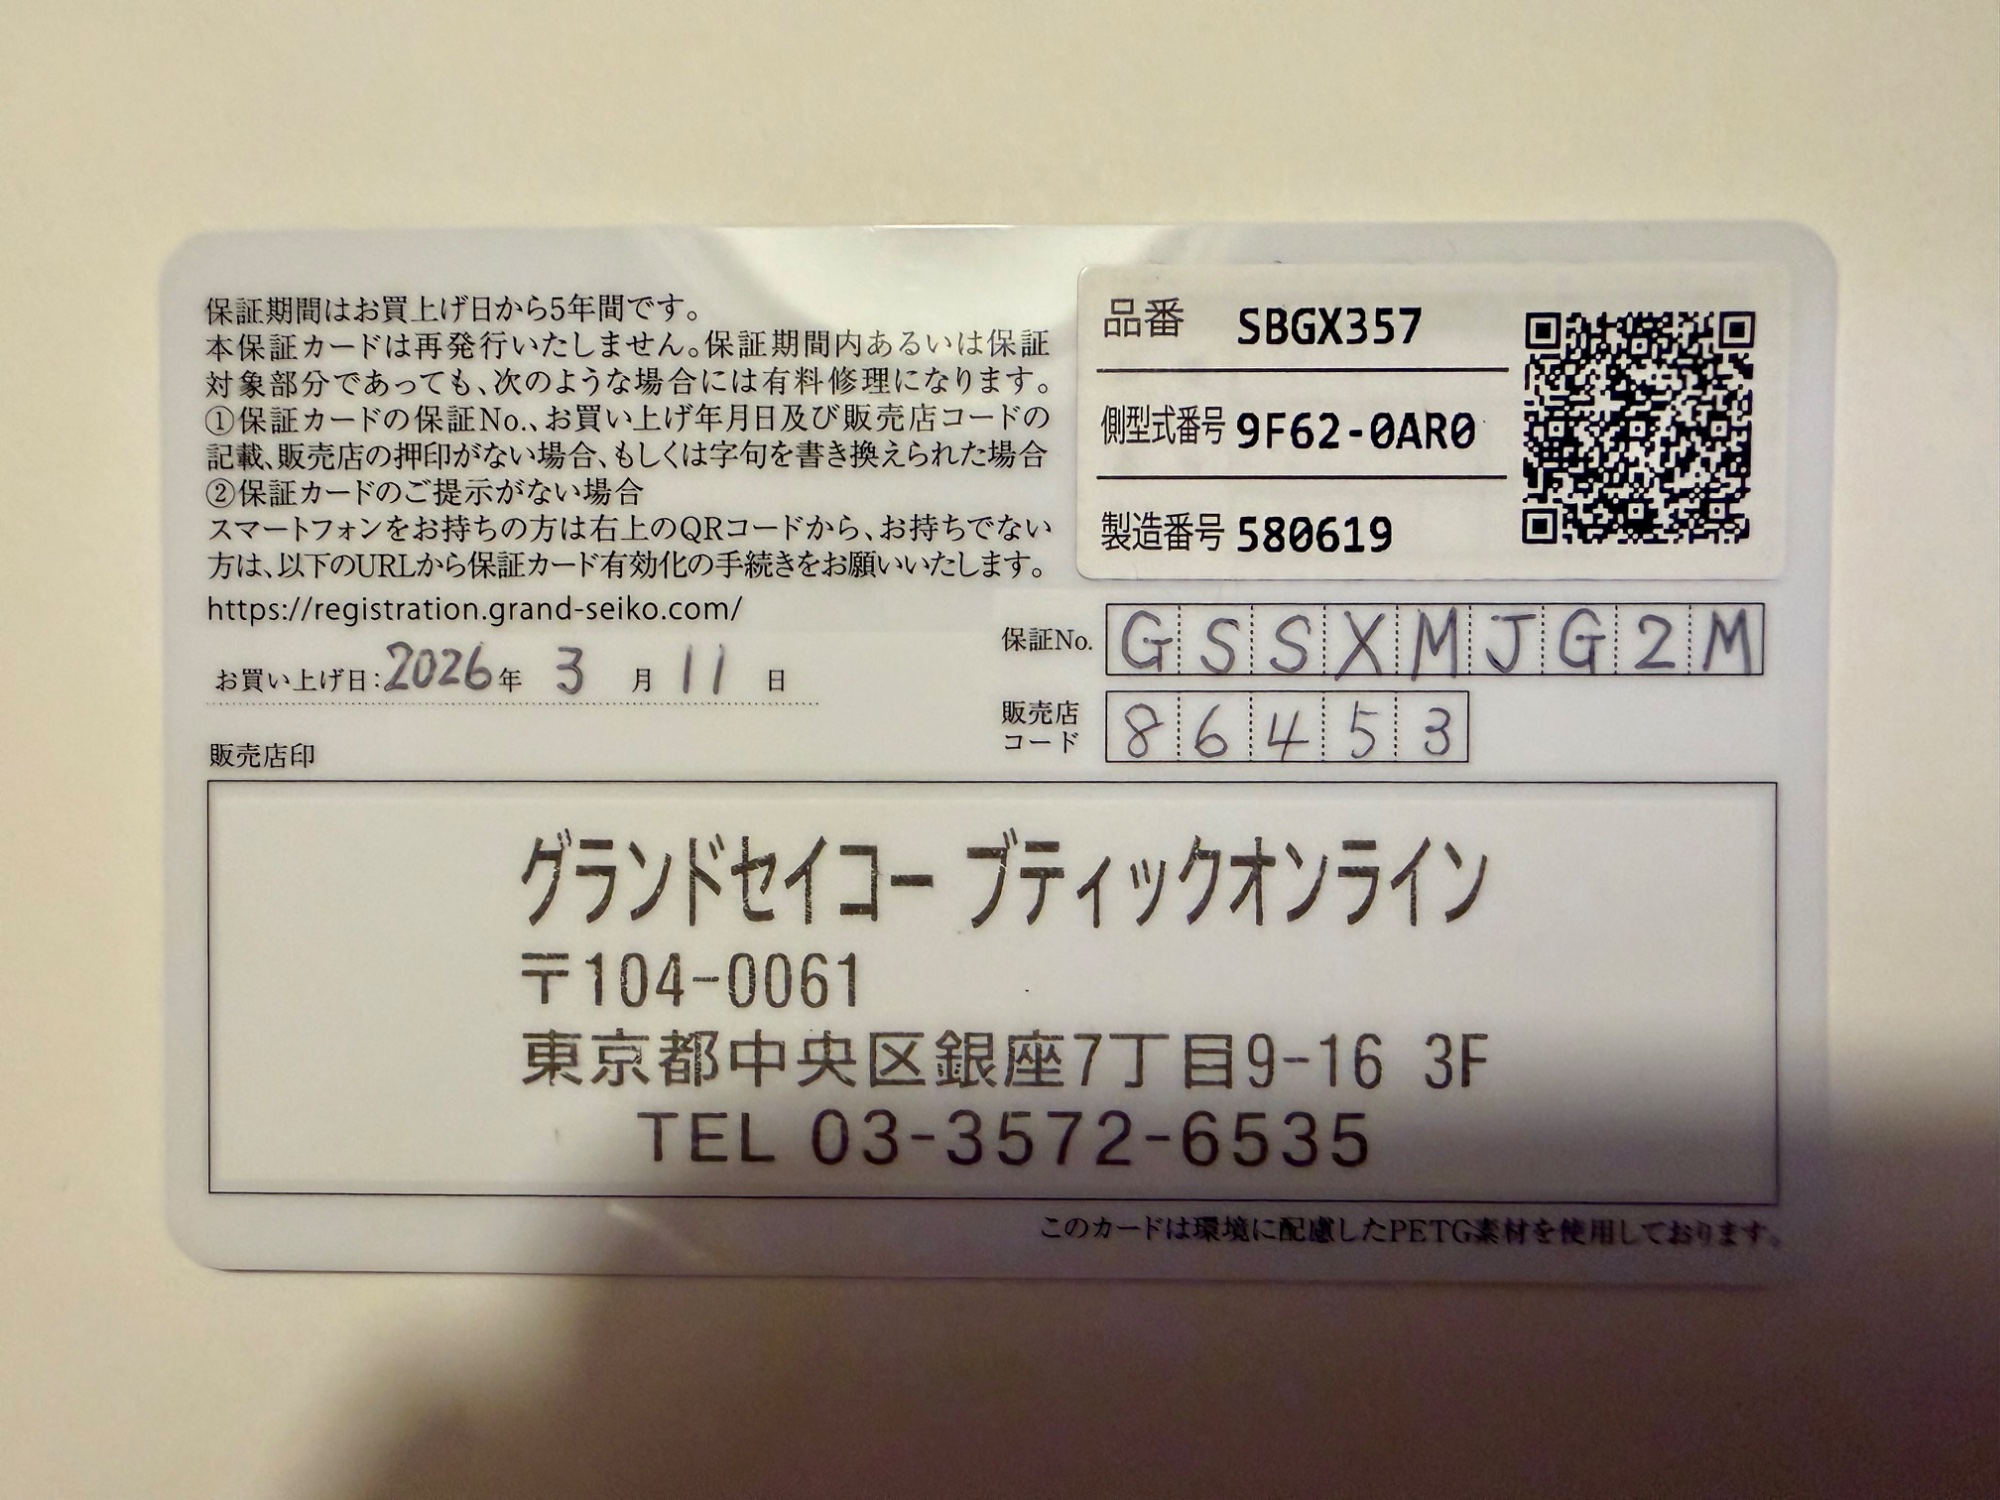 保証期間はお買上げ日から5年間です。
本保証カードは再発行いたしません。保証期間内あるいは保証
対象部分であっても、次のような場合には有料修理になります。
①保証カードの保証No.、お買い上げ年月日及び販売店コードの
記載、販売店の押印がない場合、もしくは字句を書き換えられた場合
②保証カードのご提示がない場合
スマートフォンをお持ちの方は右上のQRコードから、お持ちでない
方は、以下のURLから保証カード有効化の手続きをお願いいたします。
https://registration.grand-seiko.com/
お買い上げ日:2026年 3 月 11 日
品番 SBGX357
側型式番号 9F62-0AR0
製造番号 580619
保証No. GSSXMJG2M
販売店
コード 86453
販売店印
グランドセイコー ブティックオンライン
〒104-0061
東京都中央区銀座7丁目9-16 3F
TEL 03-3572-6535
このカードは環境に配慮したPETG素材を使用しております。